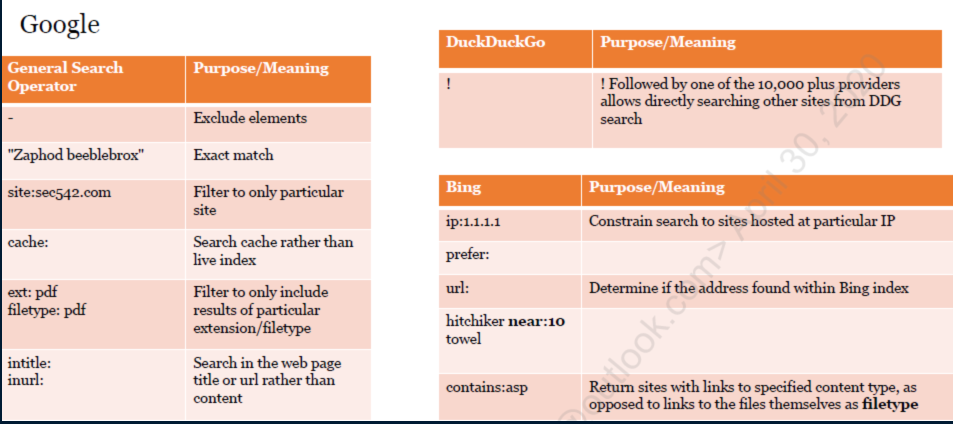 Google
General Search
Operator
Purpose/Meaning
-
Exclude elements
"Zaphod beeblebrox"
Exact match
site:sec542.com
Filter to only particular
site
cache:
Search cache rather than
live index
ext: pdf
filetype: pdf
Filter to only include
results of particular
extension/filetype
intitle:
inurl:
Search in the web page
title or url rather than
content
DuckDuckGo
Purpose/Meaning
!
! Followed by one of the 10,000 plus providers
allows directly searching other sites from DDG
search
Bing
Purpose/Meaning
ip:1.1.1.1
Constrain search to sites hosted at particular IP
prefer:
url:
Determine if the address found within Bing index
hitchiker near:10
towel
contains:asp
Return sites with links to specified content type, as
opposed to links to the files themselves as filetype
@outlook.com> April 30, 2020